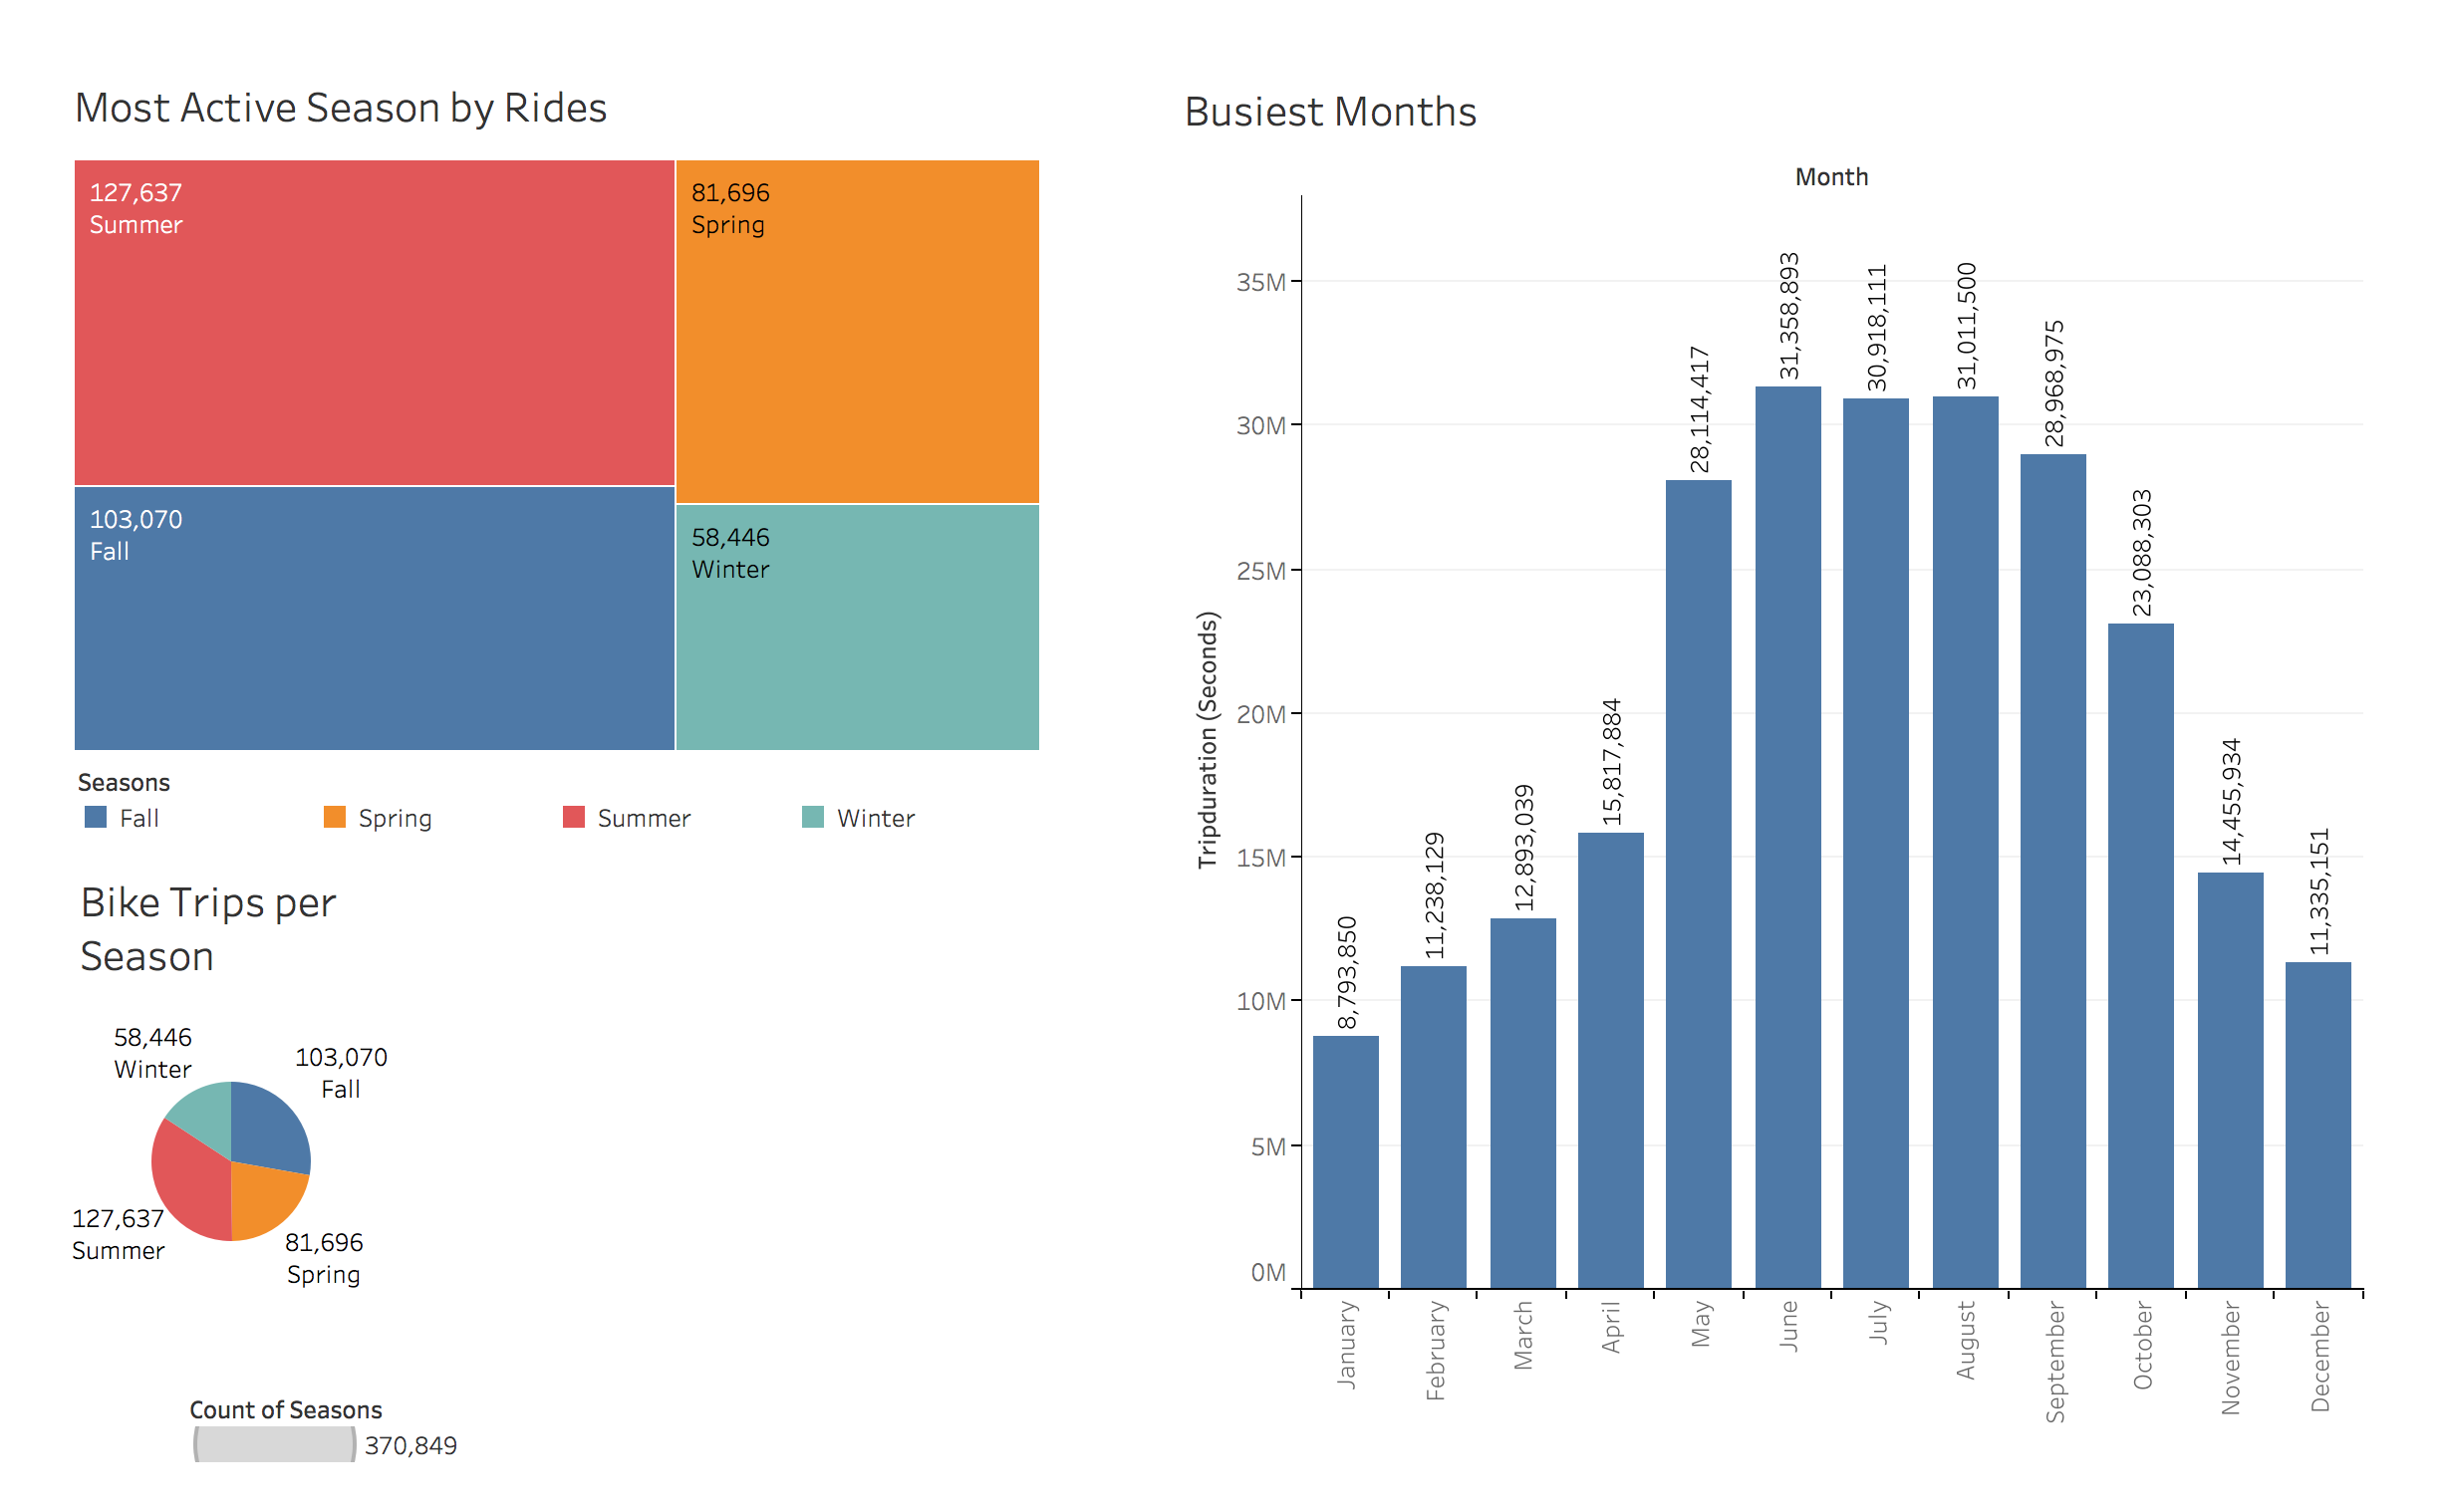 Most Active Season by Rides
127,637
Summer
81,696
Spring
103,070
Fall
58,446
Winter
Seasons
Fall
Spring
Summer
Winter
Bike Trips per
Season
58,446
Winter
103,070
Fall
127,637
Summer
81,696
Spring
Count of Seasons
370,849
Busiest Months
Month
Tripduration (Seconds)
35M
30M
25M
20M
15M
10M
5M
0M
8,793,850
11,238,129
12,893,039
15,817,884
28,114,417
31,358,893
30,918,111
31,011,500
28,968,975
23,088,303
14,455,934
11,335,151
January
February
March
April
May
June
July
August
September
October
November
December